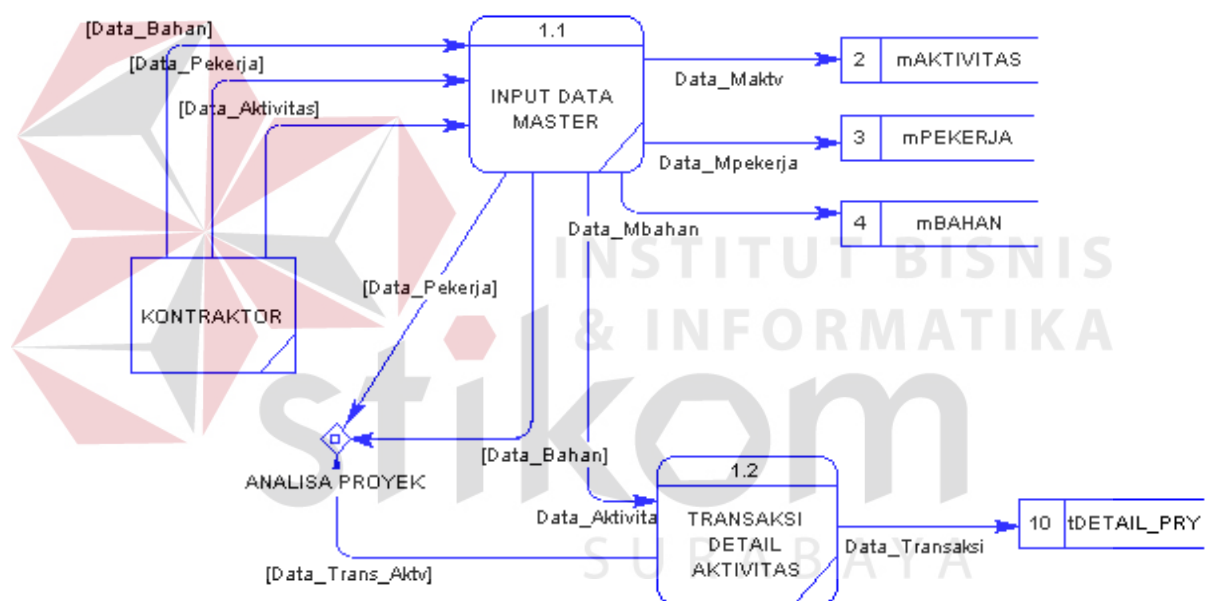 [Data_Bahan]
[Data_Pekerja]
[Data_Aktivitas]
1.1
INPUT DATA
MASTER
Data_Maktv
2 mAKTIVITAS
Data_Mpekerja
3 mPEKERJA
Data_Mbahan
4 mBAHAN
KONTRAKTOR
[Data_Pekerja]
INSTITUT BISNIS
& INFORMATIKA
stikom
SURABAYA
[Data_Bahan]
ANALISA PROYEK
Data_Aktivita
1.2
TRANSAKSI
DETAIL
AKTIVITAS
Data_Transaksi
10 tDETAIL_PRY
[Data_Trans_Aktv]